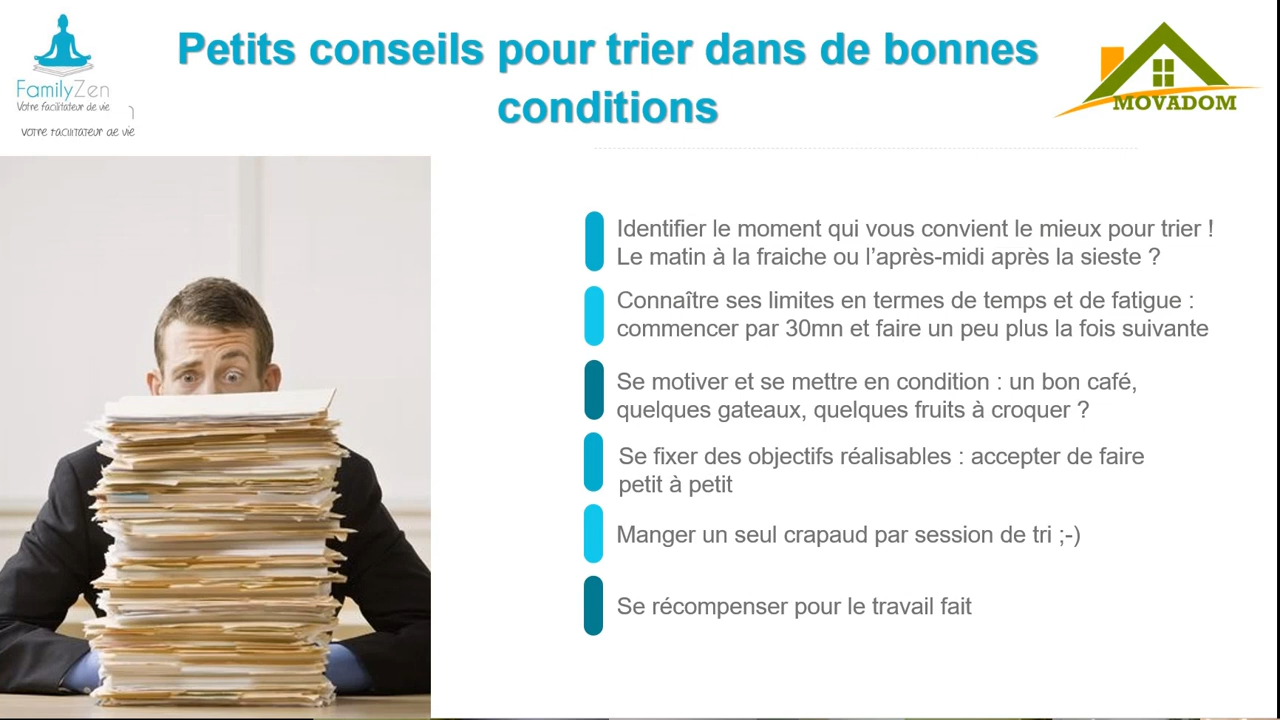 Petits conseils pour trier dans de bonnes
conditions
FamilyZen
Votre facilitateur de vie
Votre facilitateur de vie
MOVADOM
Identifier le moment qui vous convient le mieux pour trier !
Le matin à la fraiche ou l’après-midi après la sieste ?
Connaître ses limites en termes de temps et de fatigue :
commencer par 30mn et faire un peu plus la fois suivante
Se motiver et se mettre en condition : un bon café,
quelques gateaux, quelques fruits à croquer ?
Se fixer des objectifs réalisables : accepter de faire
petit à petit
Manger un seul crapaud par session de tri ;-)
Se récompenser pour le travail fait